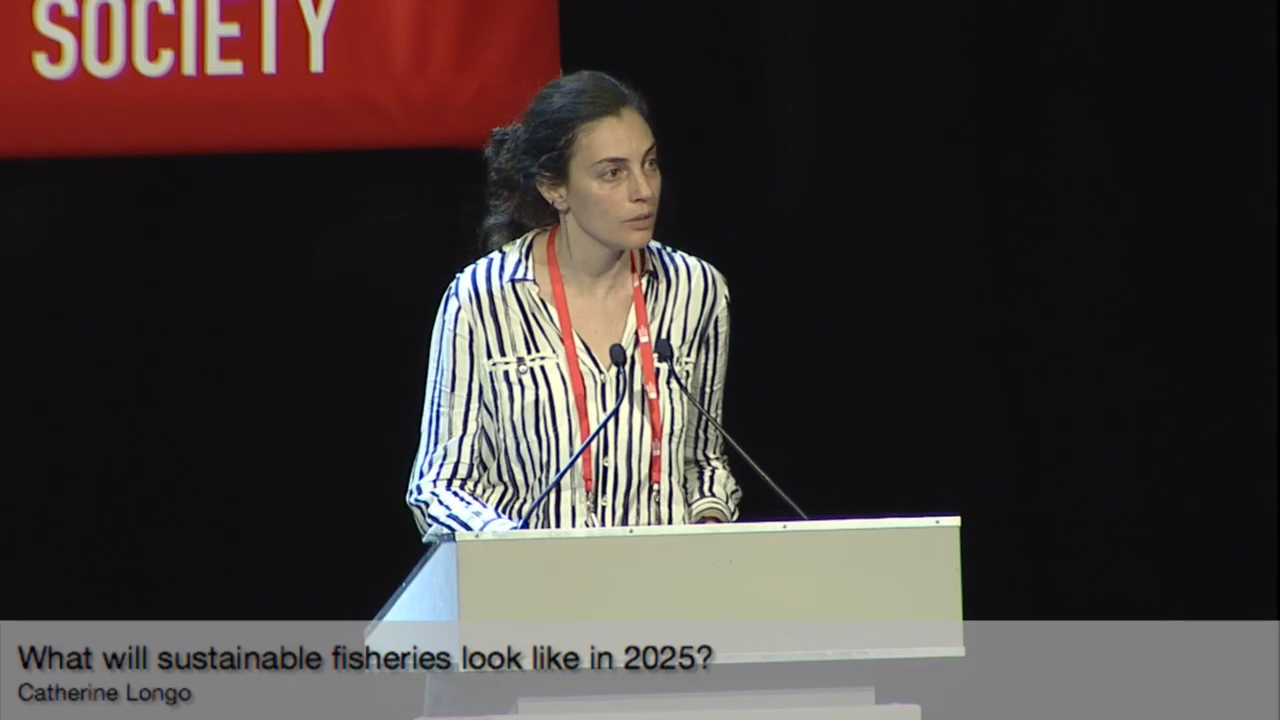 SOCIETY
What will sustainable fisheries look like in 2025?
Catherine Longo